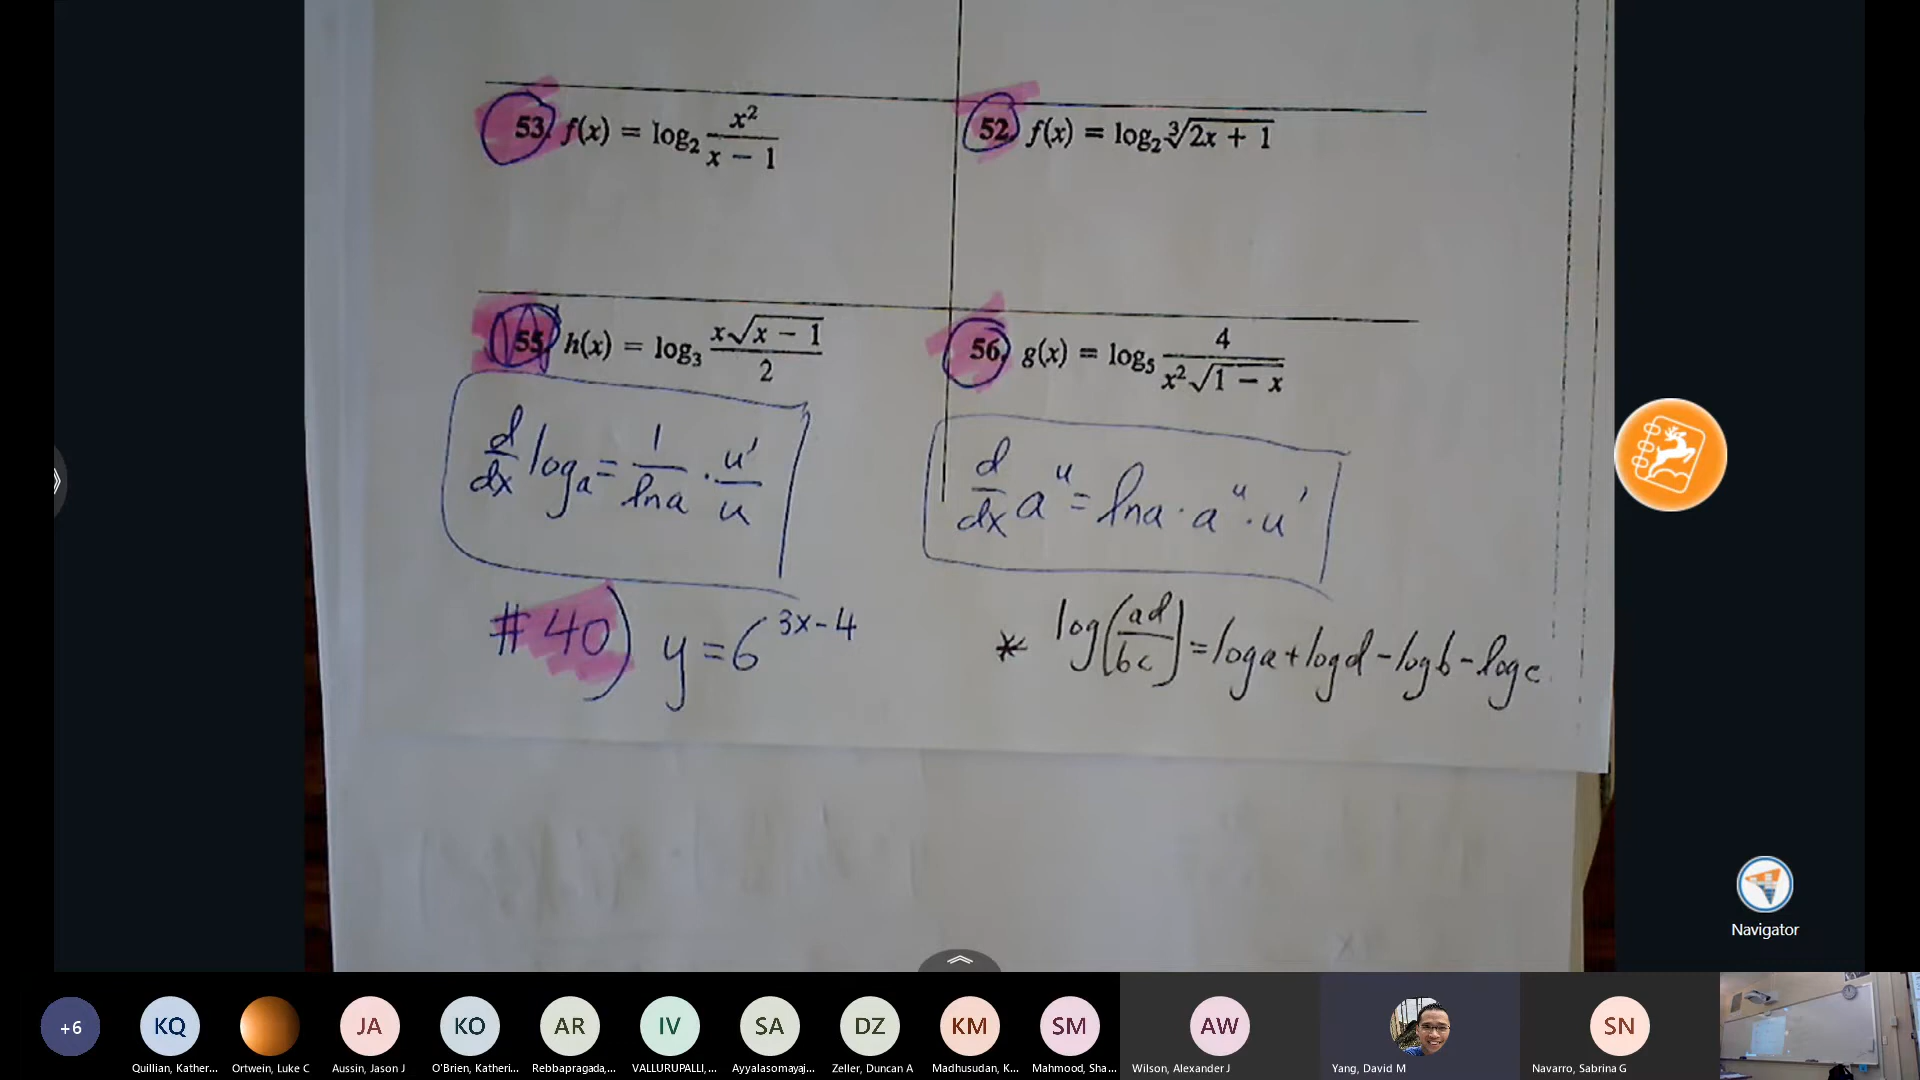 53. f(x) = log₂ x²/(x − 1)
52. f(x) = log₂ ∛(2x + 1)
55. h(x) = log₃ x√(x − 1)/2
56. g(x) = log₅ 4/(x²√(1 − x))
d/dx logₐ = 1/ln a · u'/u
d/dx aᵘ = ln a · aᵘ · u'
#40) y = 6^(3x-4)
* log(ad/bc) = log a + log d - log b - log c
Navigator
+6
KQ
JA
KO
AR
IV
SA
DZ
KM
SM
AW
SN
Quillian, Kather...
Ortwein, Luke C
Aussin, Jason J
O'Brien, Katheri...
Rebbapragada,...
VALLURUPALLI,...
Ayyalasomayaj...
Zeller, Duncan A
Madhusudan, K...
Mahmood, Sha...
Wilson, Alexander J
Yang, David M
Navarro, Sabrina G